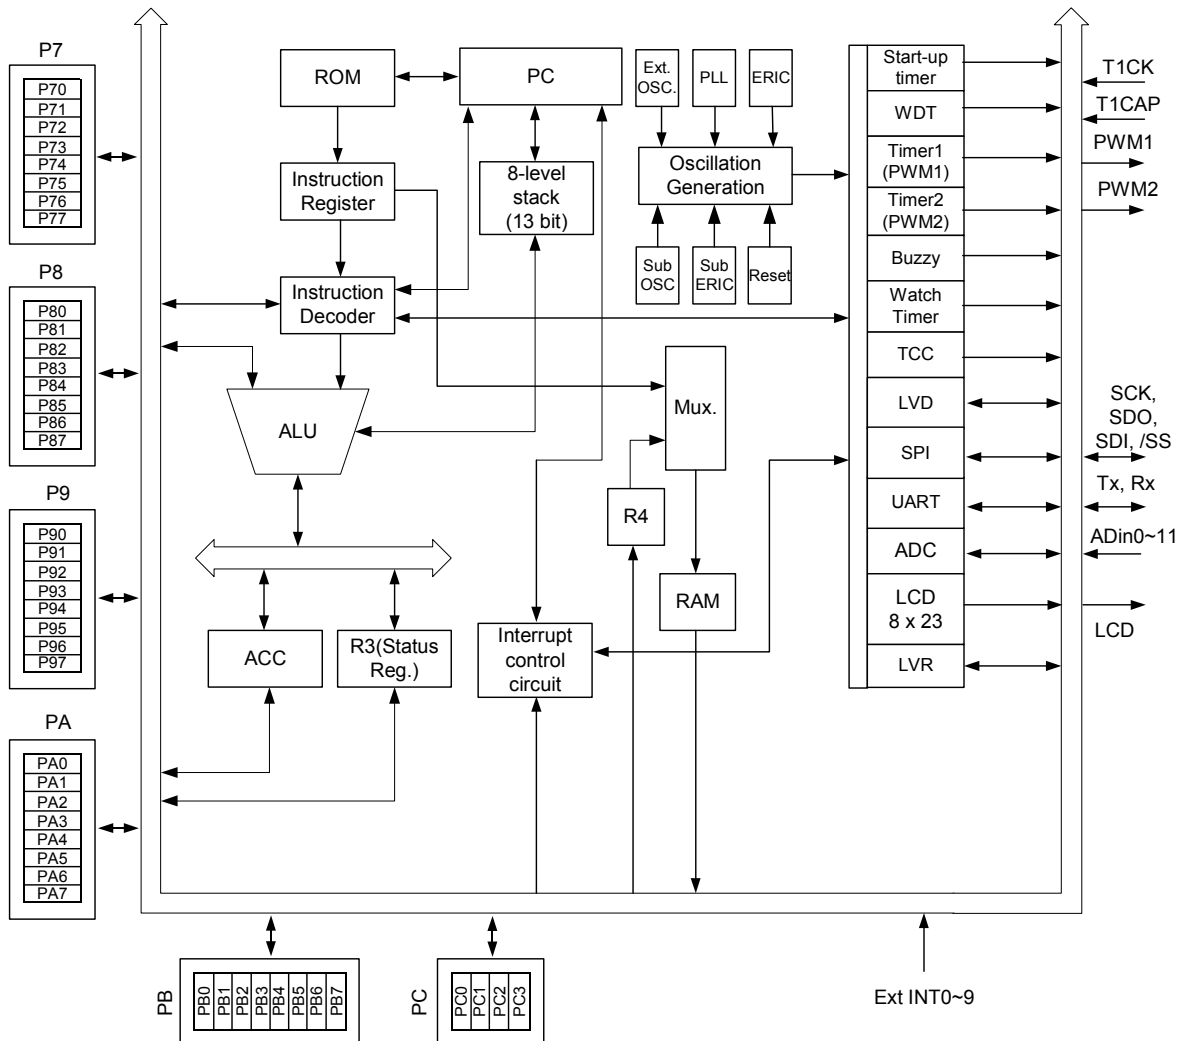 P7
P70
P71
P72
P73
P74
P75
P76
P77
P8
P80
P81
P82
P83
P84
P85
P86
P87
P9
P90
P91
P92
P93
P94
P95
P96
P97
PA
PA0
PA1
PA2
PA3
PA4
PA5
PA6
PA7
PB
PB0
PB1
PB2
PB3
PB4
PB5
PB6
PB7
PC
PC0
PC1
PC2
PC3
ROM
PC
Instruction
Register
8-level
stack
(13 bit)
Instruction
Decoder
ALU
ACC
R3(Status
Reg.)
Interrupt
control
circuit
Ext.
OSC.
PLL
ERIC
Oscillation
Generation
Sub
OSC
Sub
ERIC
Reset
Mux.
R4
RAM
Start-up
timer
WDT
Timer1
(PWM1)
Timer2
(PWM2)
Buzzy
Watch
Timer
TCC
LVD
SPI
UART
ADC
LCD
8 x 23
LVR
T1CK
T1CAP
PWM1
PWM2
SCK,
SDO,
SDI, /SS
Tx, Rx
ADin0~11
LCD
Ext INT0~9